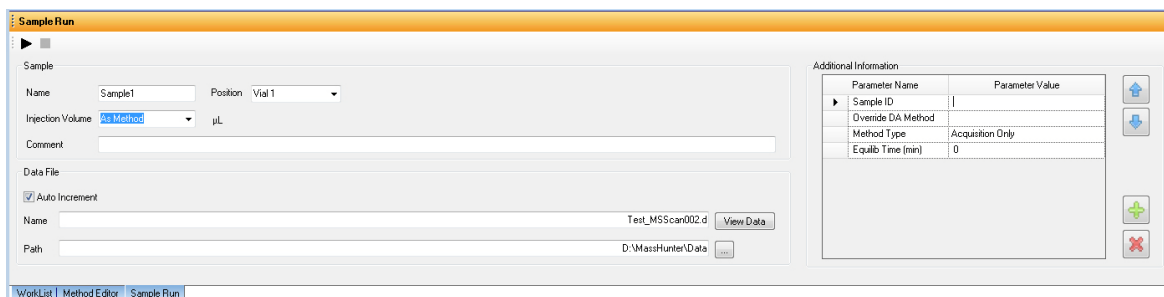 Sample Run
Sample
Name Sample1 Position Vial 1
Injection Volume As Method µL
Comment
Data File
Auto Increment
Name Test_MSScan002.d View Data
Path D:\MassHunter\Data ...
Additional Information
Parameter Name Parameter Value
Sample ID
Override DA Method
Method Type Acquisition Only
Equilib Time (min) 0
WorkList Method Editor Sample Run